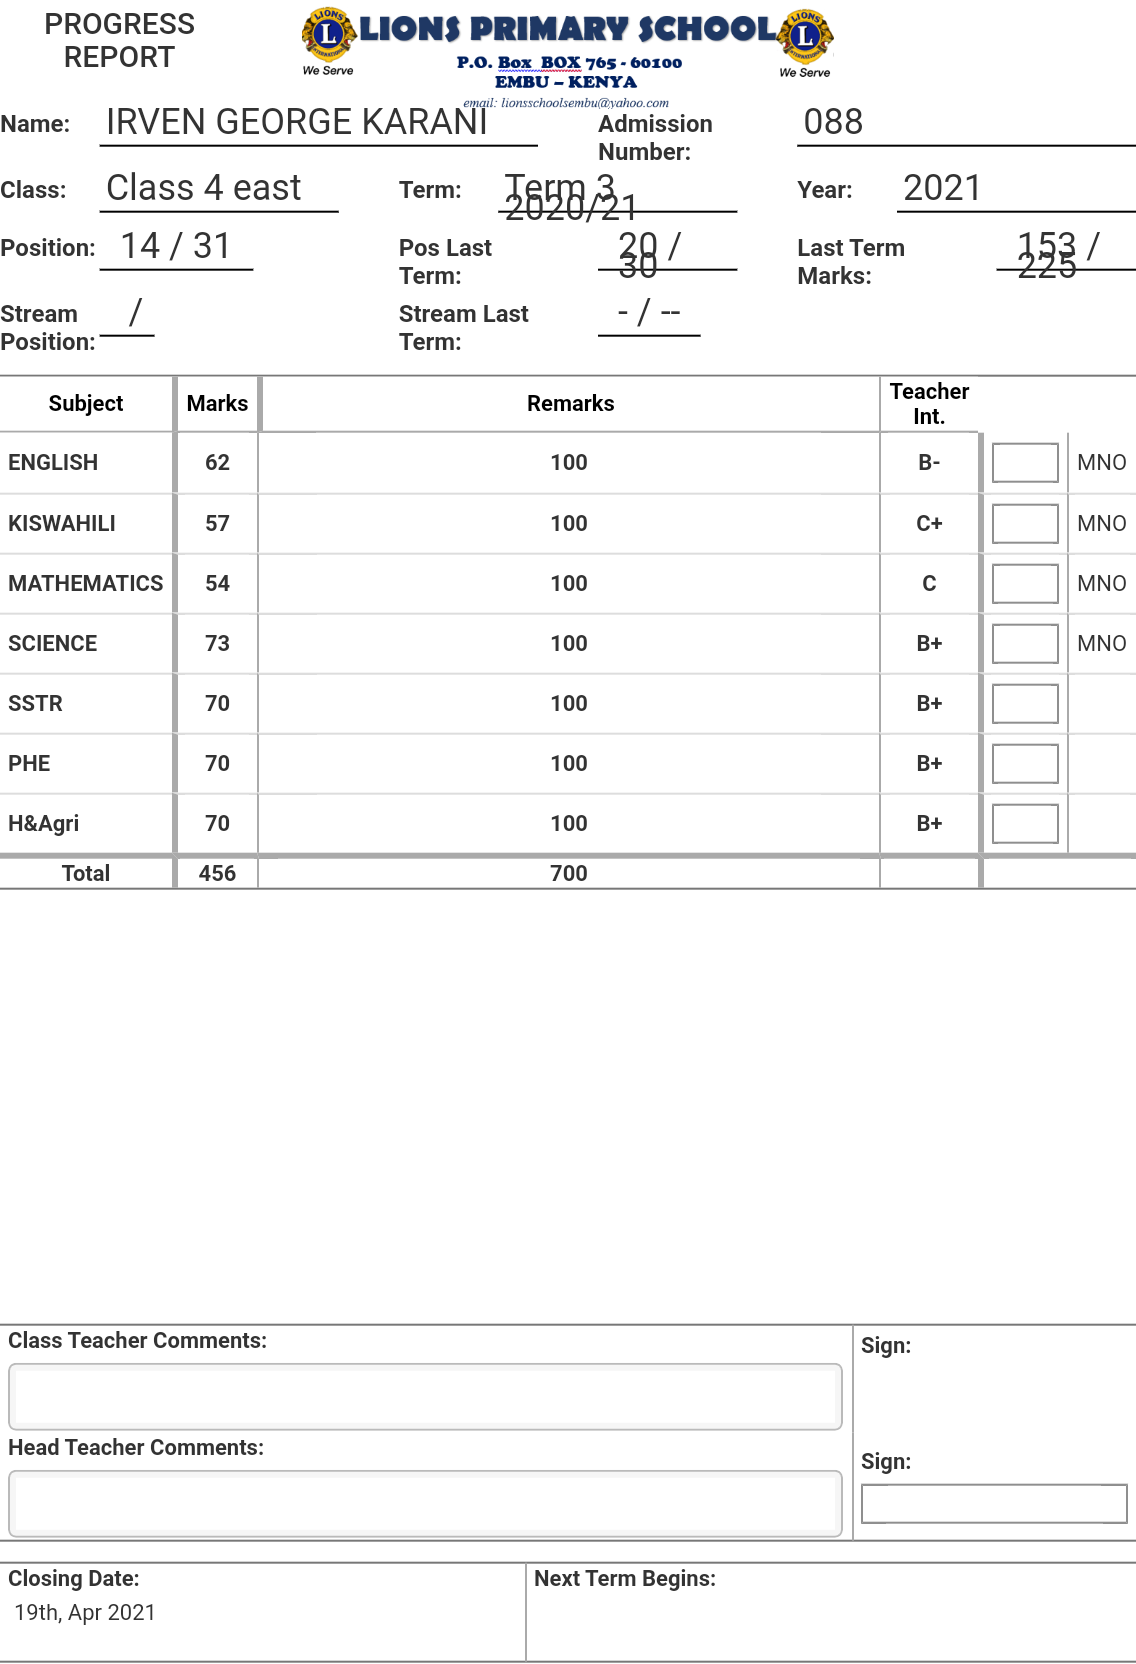 PROGRESS
REPORT
LIONS PRIMARY SCHOOL
P.O. Box BOX 765 - 60100
EMBU – KENYA
email: lionsschoolsembu@yahoo.com
LIONS L INTERNATIONAL
We Serve
LIONS L INTERNATIONAL
We Serve
Name: IRVEN GEORGE KARANI Admission Number: 088
Class: Class 4 east Term: Term 3 2020/21 Year: 2021
Position: 14 / 31 Pos Last Term: 20 / 30 Last Term Marks: 153 / 225
Stream Position: / Stream Last Term: - / --
Subject Marks Remarks Teacher Int.
ENGLISH 62 100 B- MNO
KISWAHILI 57 100 C+ MNO
MATHEMATICS 54 100 C MNO
SCIENCE 73 100 B+ MNO
SSTR 70 100 B+
PHE 70 100 B+
H&Agri 70 100 B+
Total 456 700
Class Teacher Comments:
Sign:
Head Teacher Comments:
Sign:
Closing Date:
19th, Apr 2021
Next Term Begins: